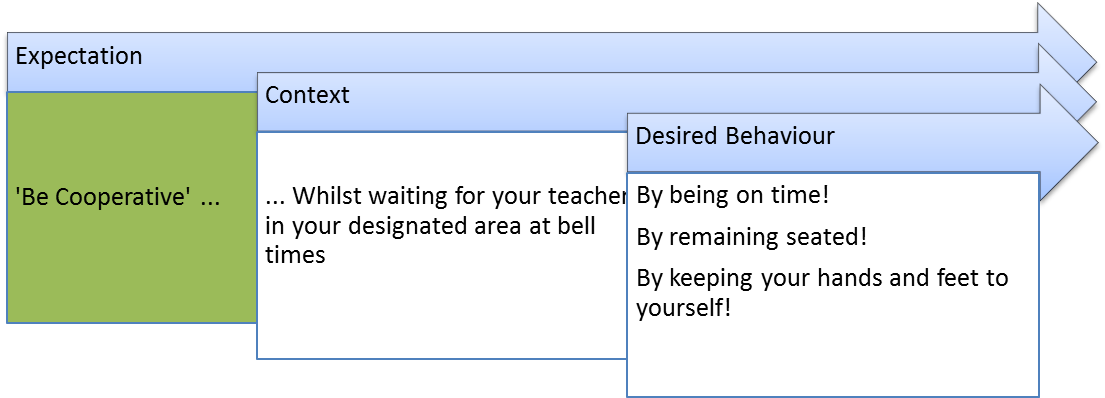 Expectation
Context
Desired Behaviour
'Be Cooperative' ...
... Whilst waiting for your teacher
in your designated area at bell
times
By being on time!
By remaining seated!
By keeping your hands and feet to
yourself!